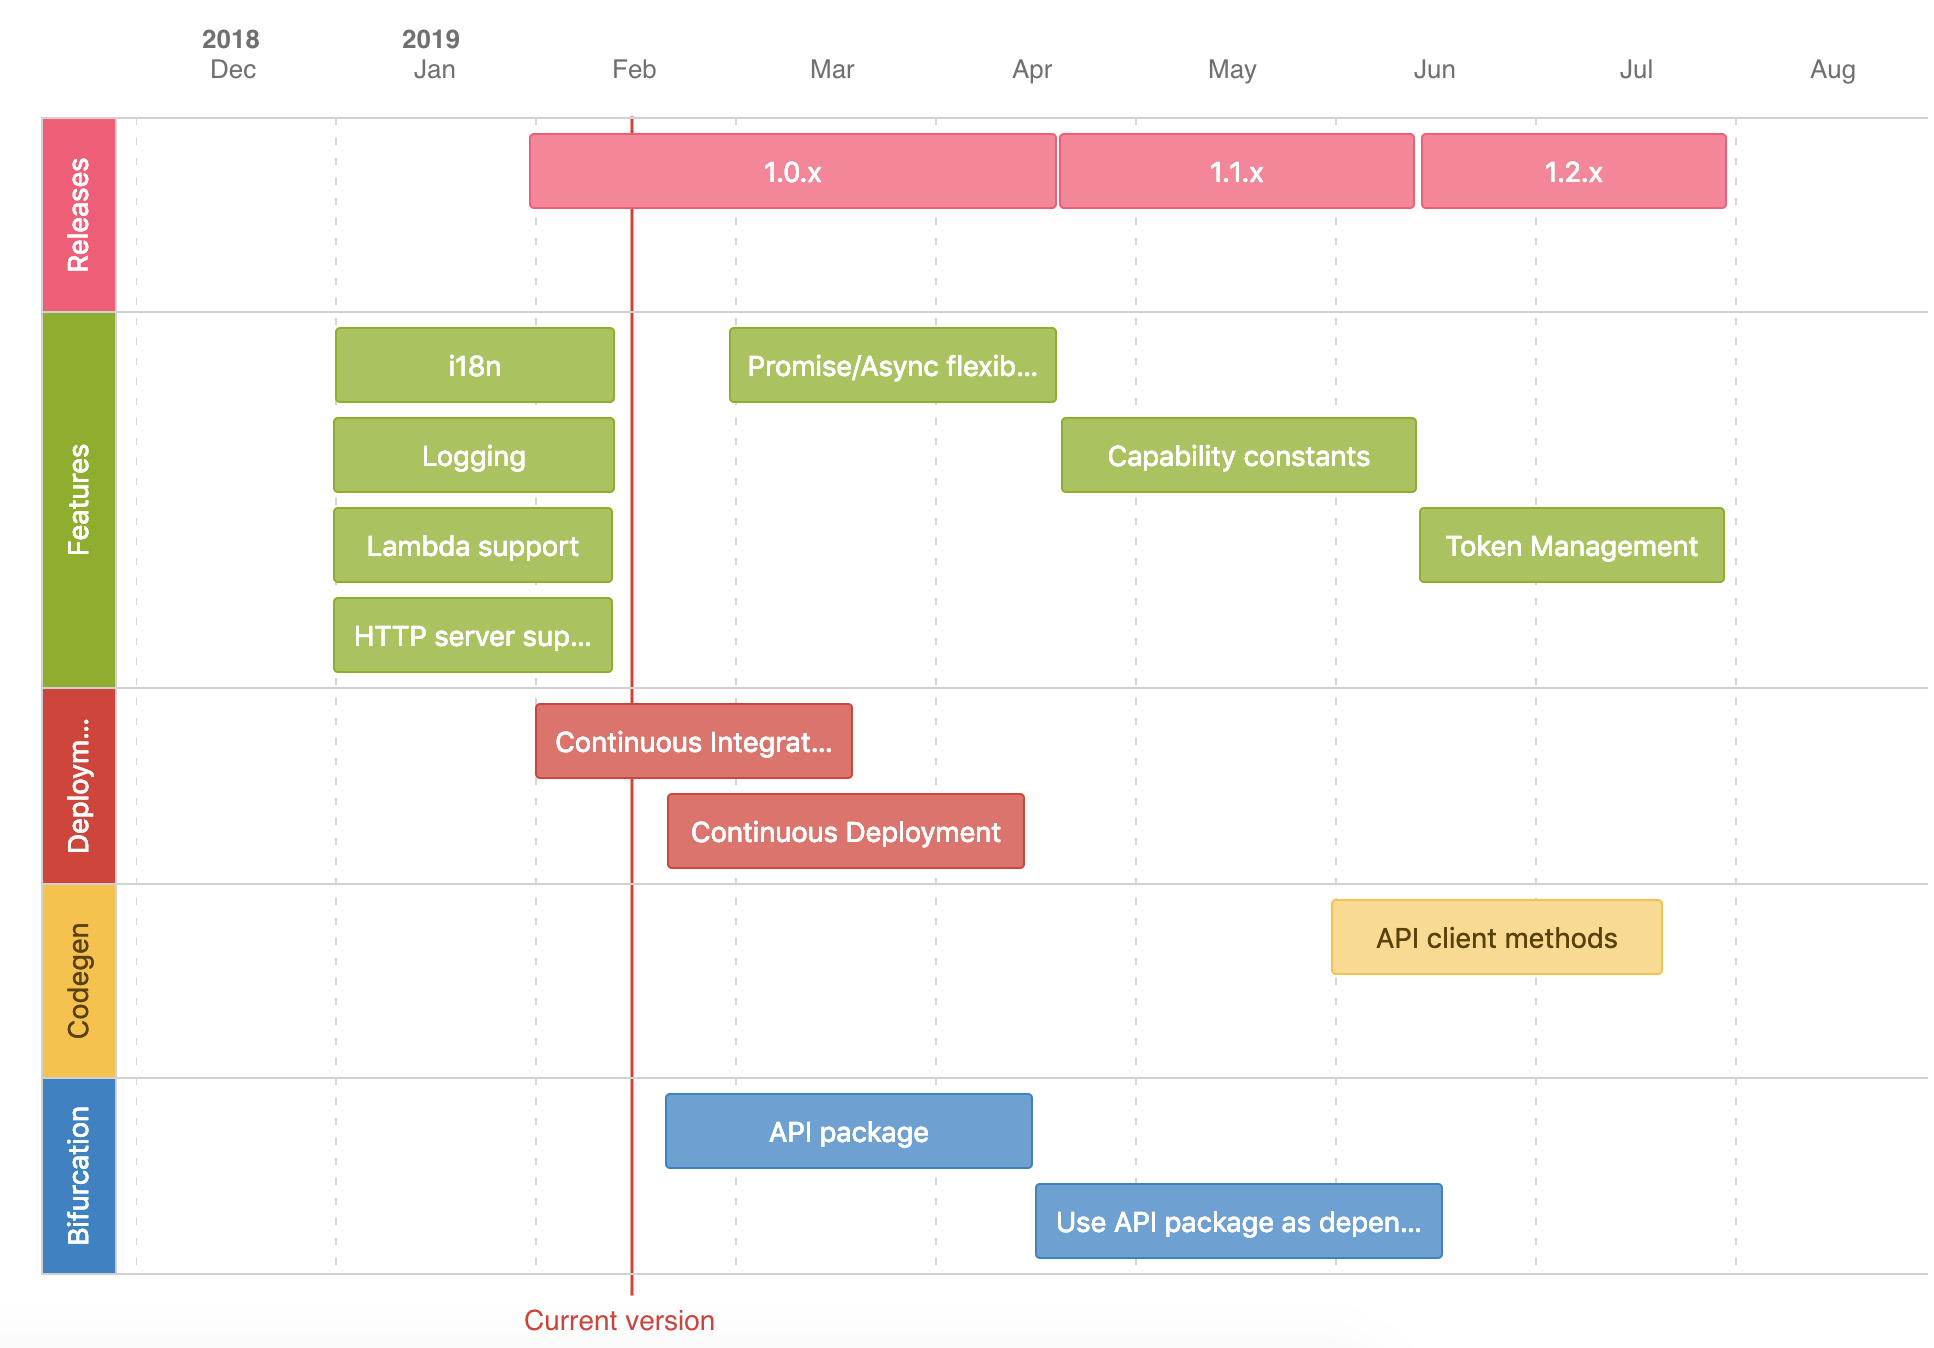 2018
2019
Dec
Jan
Feb
Mar
Apr
May
Jun
Jul
Aug
Releases
1.0.x
1.1.x
1.2.x
Features
i18n
Promise/Async flexib...
Logging
Capability constants
Lambda support
Token Management
HTTP server sup...
Deploym...
Continuous Integrat...
Continuous Deployment
Codegen
API client methods
Bifurcation
API package
Use API package as depen...
Current version